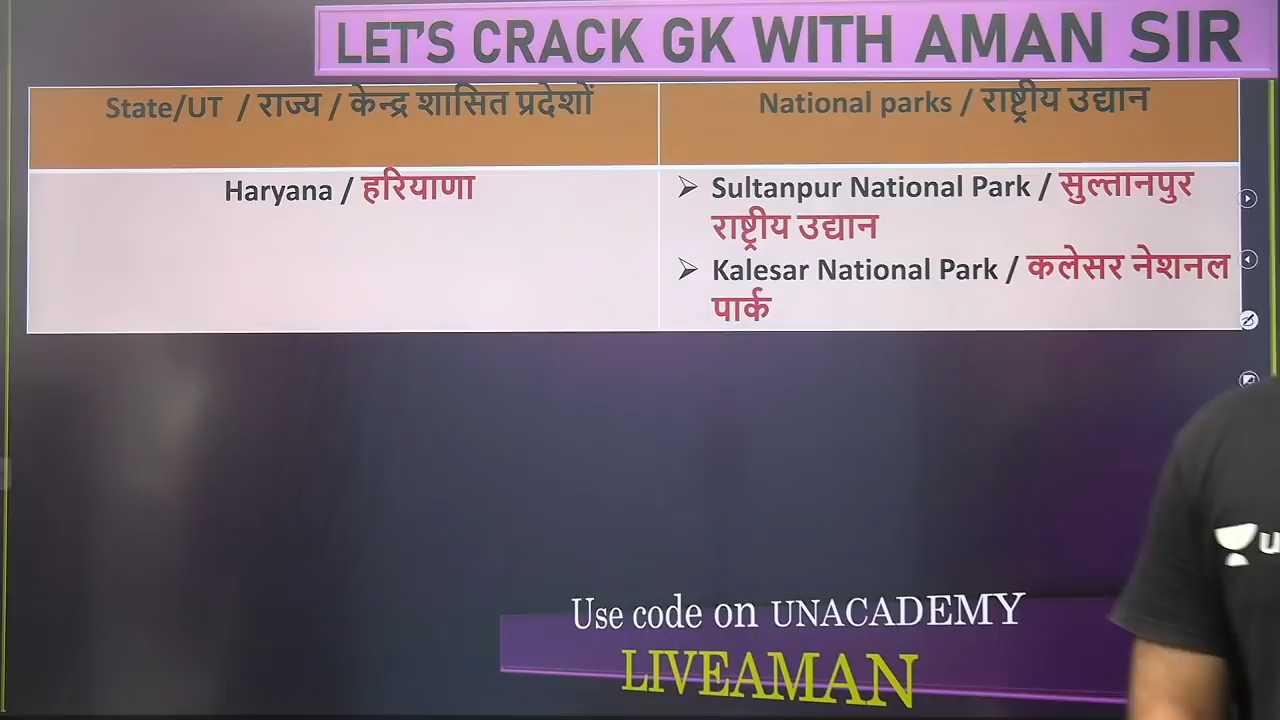 LET'S CRACK GK WITH AMAN SIR
State/UT / राज्य / केन्द्र शासित प्रदेशों
National parks / राष्ट्रीय उद्यान
Haryana / हरियाणा
➢ Sultanpur National Park / सुल्तानपुर
राष्ट्रीय उद्यान
➢ Kalesar National Park / कलेसर नेशनल
पार्क
Use code on UNACADEMY
LIVEAMAN